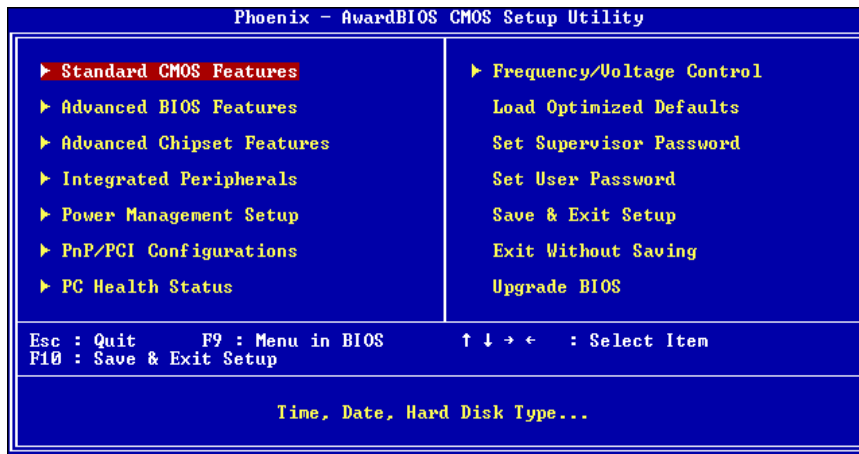 Phoenix - AwardBIOS CMOS Setup Utility
▶ Standard CMOS Features
▶ Advanced BIOS Features
▶ Advanced Chipset Features
▶ Integrated Peripherals
▶ Power Management Setup
▶ PnP/PCI Configurations
▶ PC Health Status
▶ Frequency/Voltage Control
Load Optimized Defaults
Set Supervisor Password
Set User Password
Save & Exit Setup
Exit Without Saving
Upgrade BIOS
Esc : Quit F9 : Menu in BIOS ↑ ↓ → ← : Select Item
F10 : Save & Exit Setup
Time, Date, Hard Disk Type...